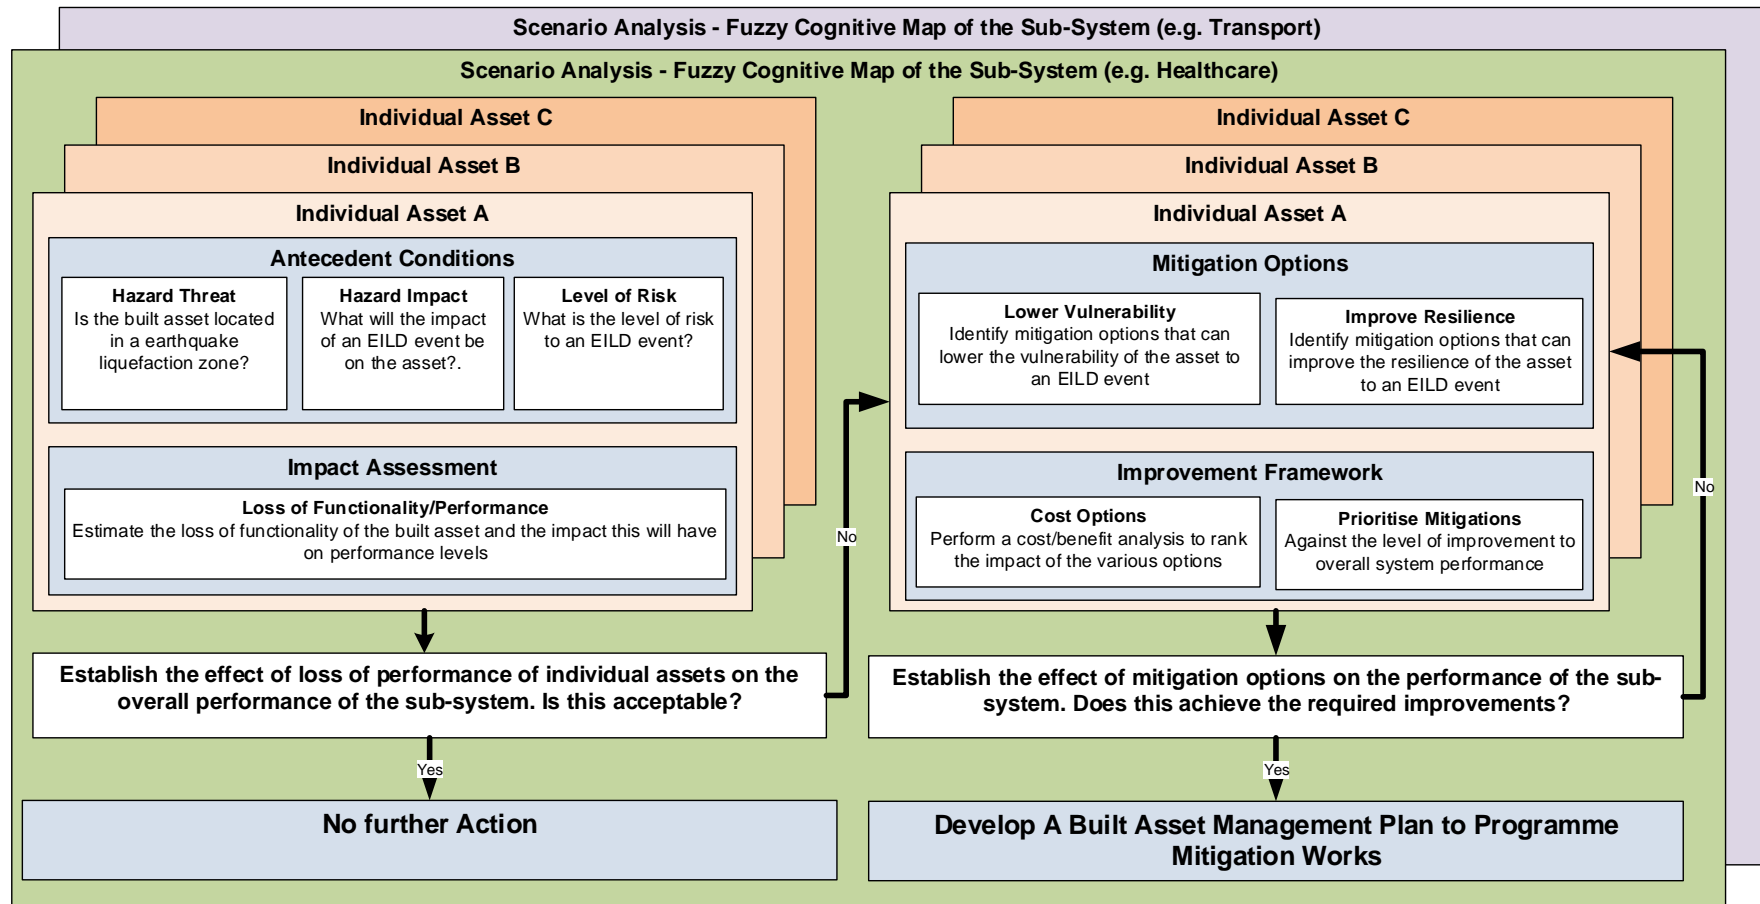 Scenario Analysis - Fuzzy Cognitive Map of the Sub-System (e.g. Transport)
Scenario Analysis - Fuzzy Cognitive Map of the Sub-System (e.g. Healthcare)
Individual Asset C
Individual Asset B
Individual Asset A
Antecedent Conditions
Hazard Threat
Is the built asset located
in a earthquake
liquefaction zone?
Hazard Impact
What will the impact
of an EILD event be
on the asset?.
Level of Risk
What is the level of risk
to an EILD event?
Impact Assessment
Loss of Functionality/Performance
Estimate the loss of functionality of the built asset and the impact this will have
on performance levels
Establish the effect of loss of performance of individual assets on the
overall performance of the sub-system. Is this acceptable?
No
Yes
No further Action
Individual Asset C
Individual Asset B
Individual Asset A
Mitigation Options
Lower Vulnerability
Identify mitigation options that can
lower the vulnerability of the asset to
an EILD event
Improve Resilience
Identify mitigation options that can
improve the resilience of the asset
to an EILD event
Improvement Framework
Cost Options
Perform a cost/benefit analysis to rank
the impact of the various options
Prioritise Mitigations
Against the level of improvement to
overall system performance
Establish the effect of mitigation options on the performance of the sub-
system. Does this achieve the required improvements?
No
Yes
Develop A Built Asset Management Plan to Programme
Mitigation Works